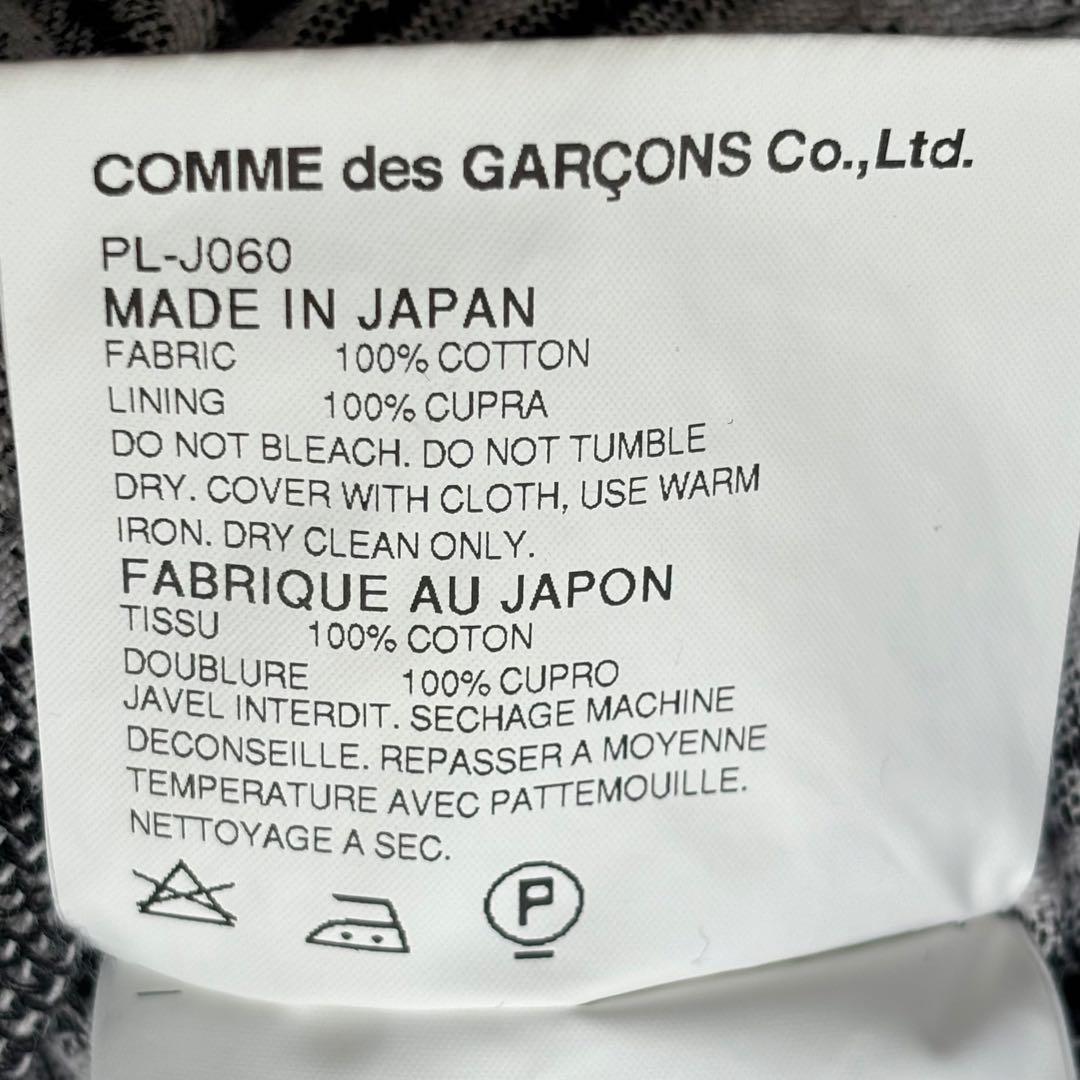 COMME des GARÇONS Co.,Ltd.
PL-J060
MADE IN JAPAN
FABRIC 100% COTTON
LINING 100% CUPRA
DO NOT BLEACH. DO NOT TUMBLE
DRY. COVER WITH CLOTH, USE WARM
IRON. DRY CLEAN ONLY.
FABRIQUE AU JAPON
TISSU 100% COTON
DOUBLURE 100% CUPRO
JAVEL INTERDIT. SECHAGE MACHINE
DECONSEILLE. REPASSER A MOYENNE
TEMPERATURE AVEC PATTEMOUILLE.
NETTOYAGE A SEC.
P